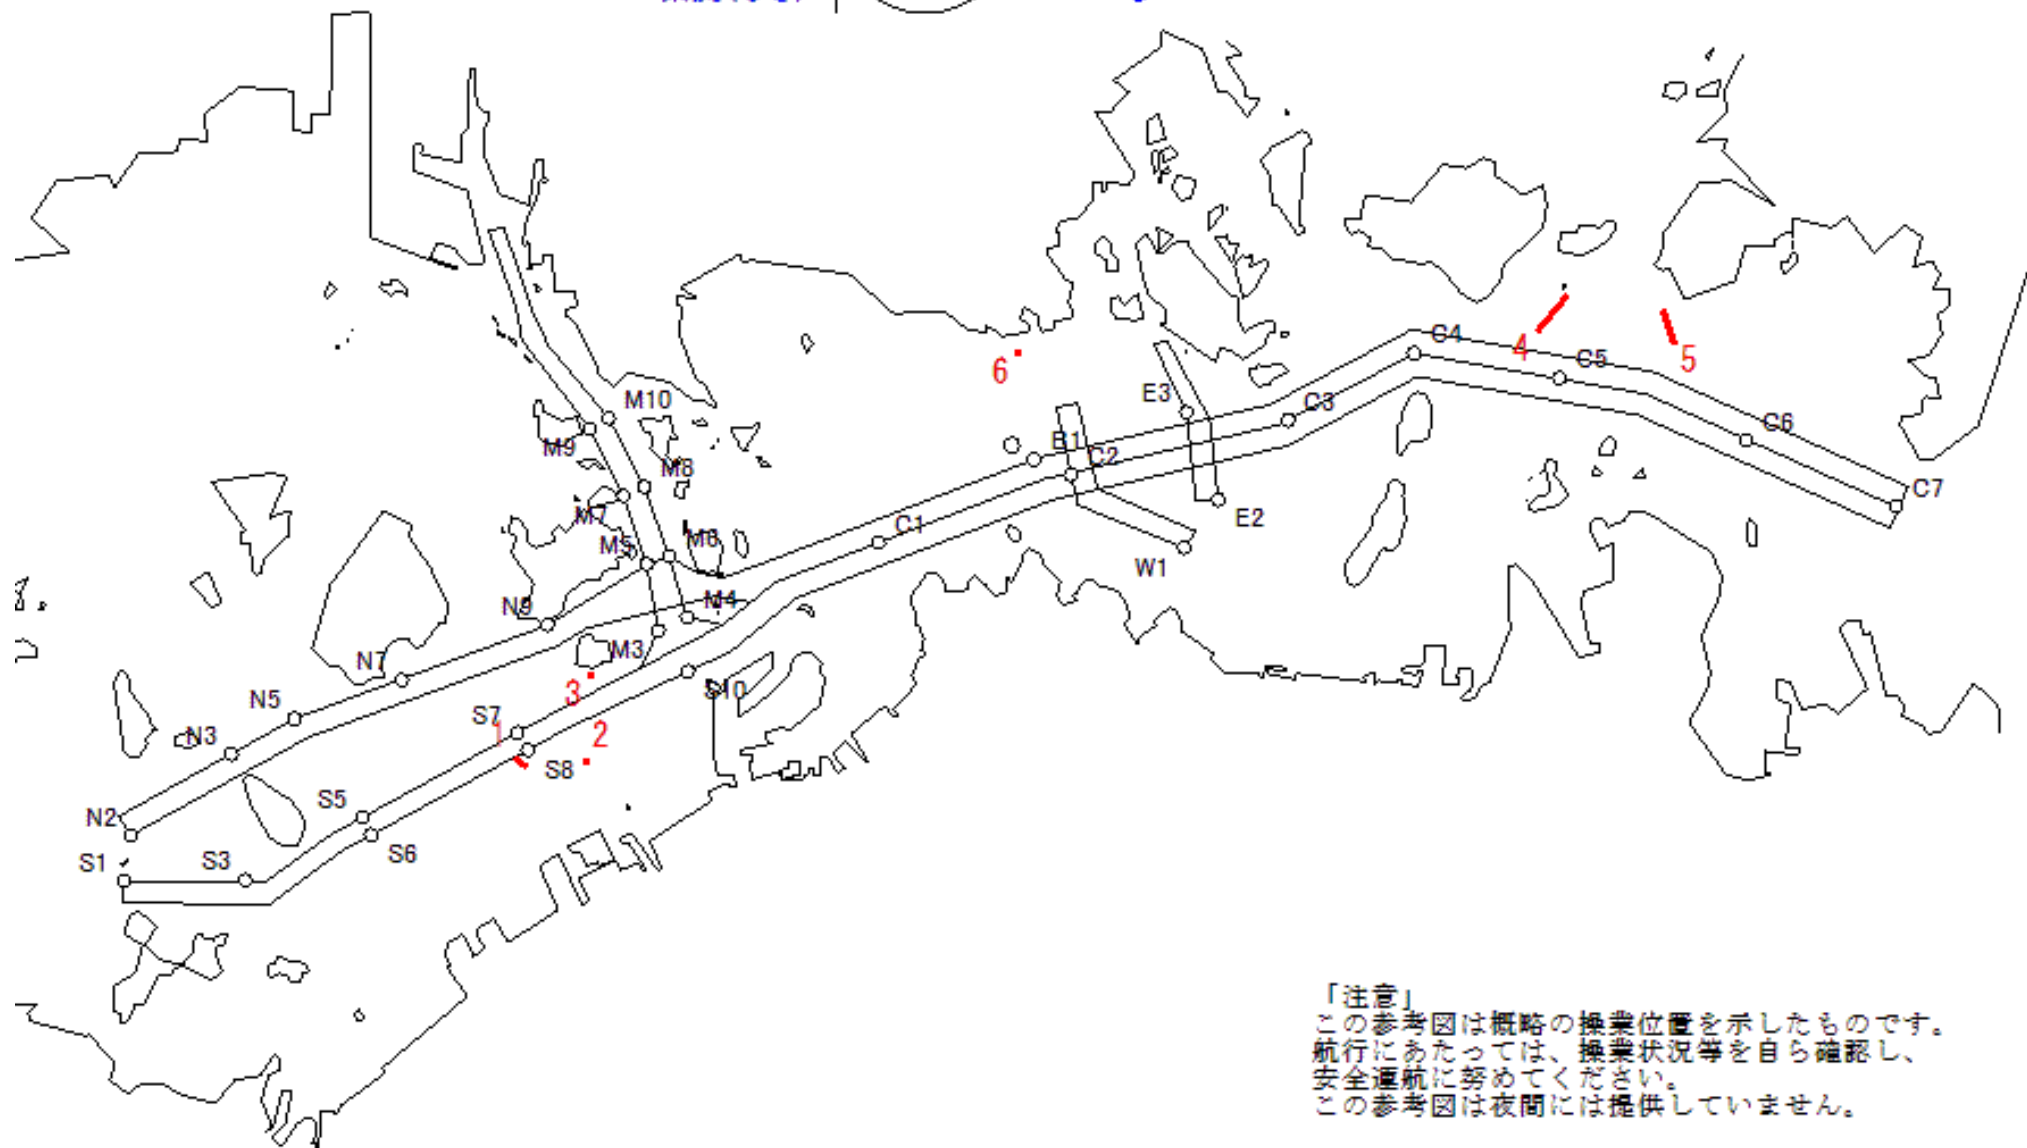 C4
4
C5
5
6
E3
C3
M10
B1
C6
M9
M8
C2
C7
M7
E2
C1
M5
M6
W1
N9
M4
M3
N7
3
S10
N5
S7
1
2
N3
S8
S5
N2
S6
S1
S3
「注意」
この参考図は概略の操業位置を示したものです。
航行にあたっては、操業状況等を自ら確認し、
安全運航に努めてください。
この参考図は夜間には提供していません。